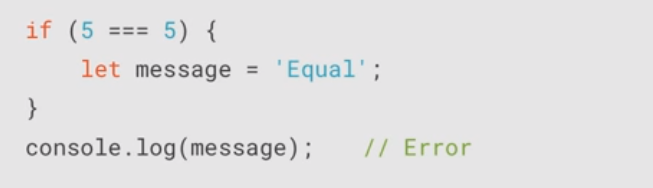 if (5 === 5) {
    let message = 'Equal';
}
console.log(message);   // Error